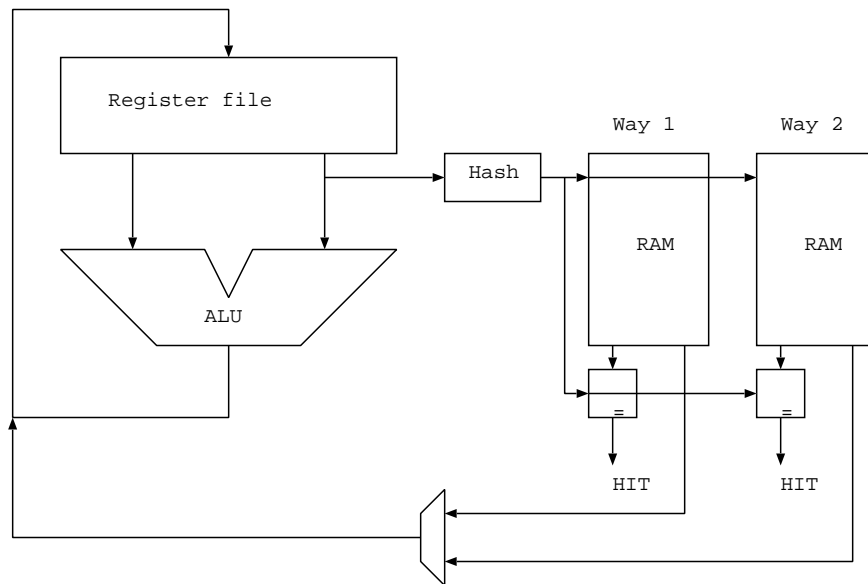 Register file
Way 1
Way 2
Hash
RAM
RAM
ALU
=
=
HIT
HIT